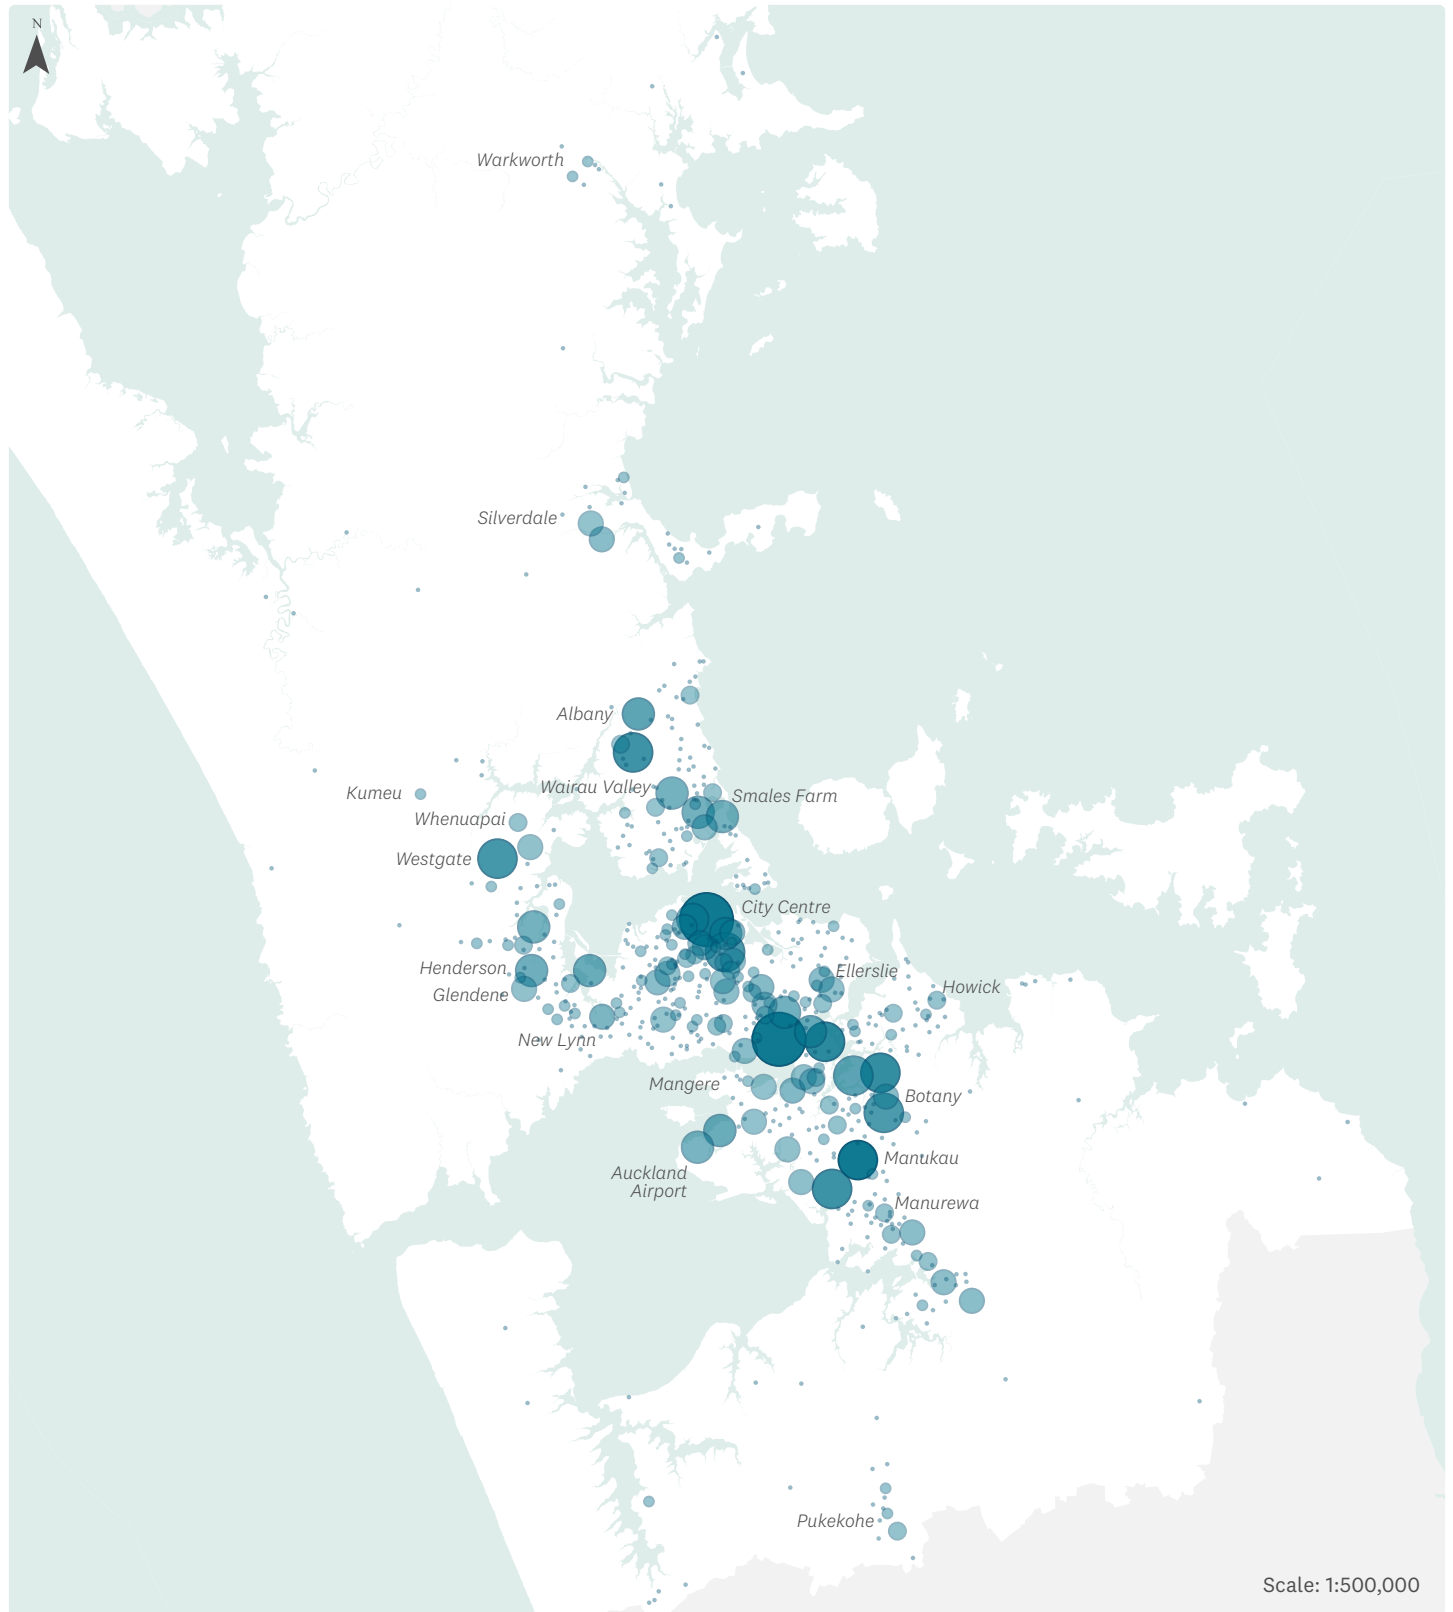 N
Warkworth
Silverdale
Albany
Wairau Valley
Smales Farm
Kumeu
Whenuapai
Westgate
City Centre
Henderson
Ellerslie
Glendene
Howick
New Lynn
Mangere
Botany
Manukau
Auckland
Airport
Manurewa
Pukekohe
Scale: 1:500,000